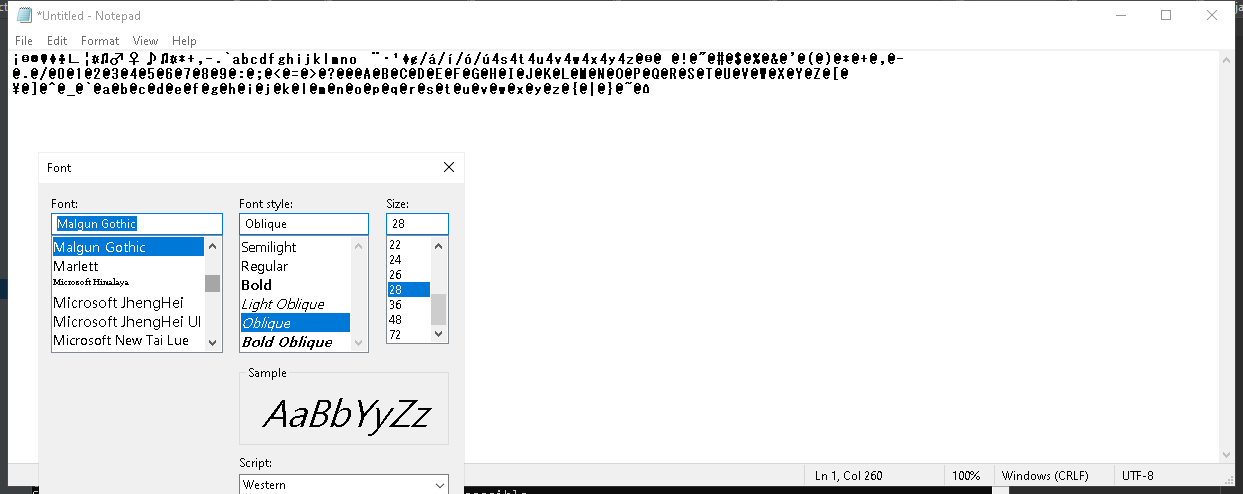 *Untitled - Notepad
File Edit Format View Help
¡◘◘♥♦♣∟¦¤♫♂♀♪♫¤*+,-.`abcdefghijklmno ¨·'♦¢/á/í/ó/ú4s4t4u4v4w4x4y4z@◘@ @!@"@#@$@%@&@'@(@)@*@+@,@-
@.@/@0@1@2@3@4@5@6@7@8@9@:@;@<@=@>@?@@@A@B@C@D@E@F@G@H@I@J@K@L@M@N@O@P@Q@R@S@T@U@V@W@X@Y@Z@[@
¥@]@^@_@`@a@b@c@d@e@f@g@h@i@j@k@l@m@n@o@p@q@r@s@t@u@v@w@x@y@z@{@|@}@~@⌂
Font
Font: Font style: Size:
Malgun Gothic Oblique 28
Malgun Gothic Semilight 22
Marlett Regular 24
Microsoft Himalaya Bold 26
Microsoft JhengHei Light Oblique 28
Microsoft JhengHei UI Oblique 36
Microsoft New Tai Lue Bold Oblique 48
72
Sample
AaBbYyZz
Script:
Western
Ln 1, Col 260 100% Windows (CRLF) UTF-8